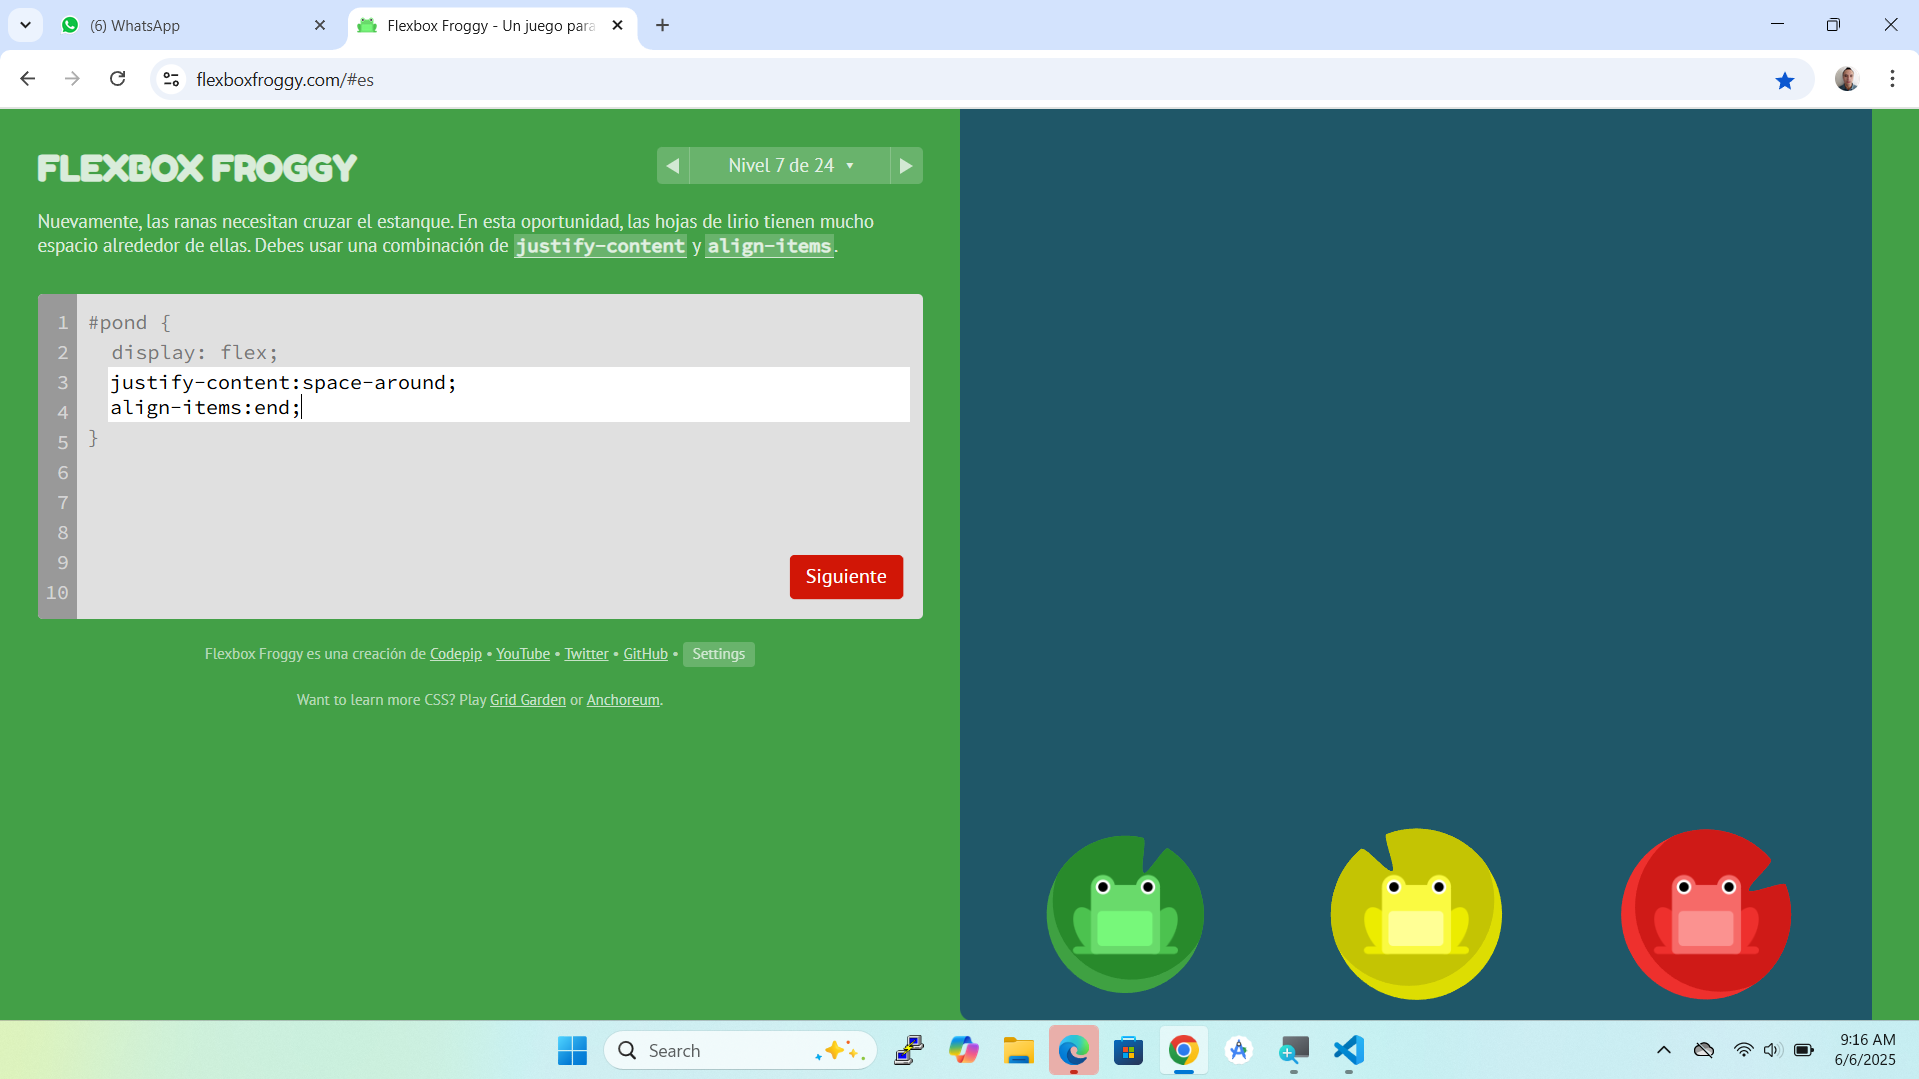 (6) WhatsApp
Flexbox Froggy - Un juego para
flexboxfroggy.com/#es
FLEXBOX FROGGY
Nivel 7 de 24
Nuevamente, las ranas necesitan cruzar el estanque. En esta oportunidad, las hojas de lirio tienen mucho
espacio alrededor de ellas. Debes usar una combinación de justify-content y align-items.
1 #pond {
2 display: flex;
3 justify-content:space-around;
4 align-items:end;
5 }
6
7
8
9
10
Siguiente
Flexbox Froggy es una creación de Codepip • YouTube • Twitter • GitHub • Settings
Want to learn more CSS? Play Grid Garden or Anchoreum.
Search
9:16 AM
6/6/2025